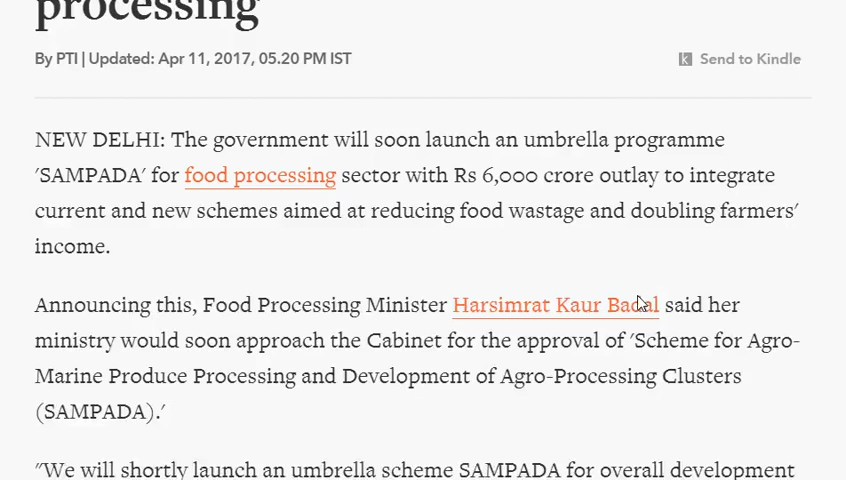 processing
By PTI | Updated: Apr 11, 2017, 05.20 PM IST
Send to Kindle
NEW DELHI: The government will soon launch an umbrella programme
'SAMPADA' for food processing sector with Rs 6,000 crore outlay to integrate
current and new schemes aimed at reducing food wastage and doubling farmers'
income.
Announcing this, Food Processing Minister Harsimrat Kaur Badal said her
ministry would soon approach the Cabinet for the approval of 'Scheme for Agro-
Marine Produce Processing and Development of Agro-Processing Clusters
(SAMPADA).'
"We will shortly launch an umbrella scheme SAMPADA for overall development